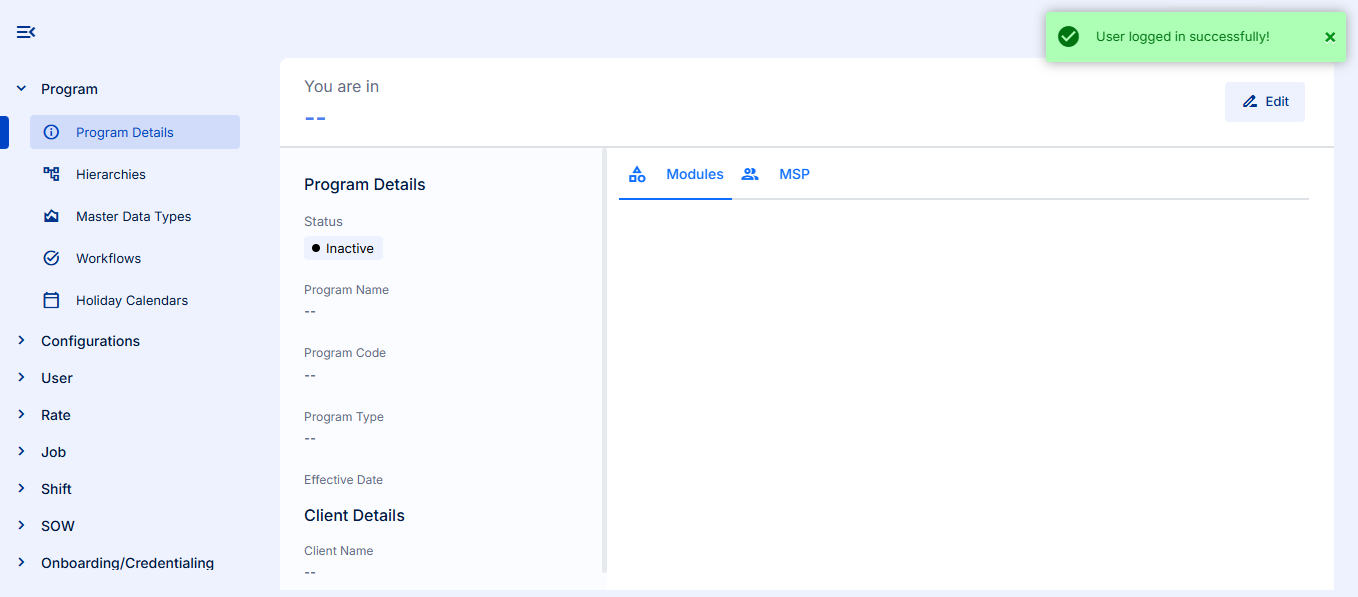 User logged in successfully!
Program
Program Details
Hierarchies
Master Data Types
Workflows
Holiday Calendars
Configurations
User
Rate
Job
Shift
SOW
Onboarding/Credentialing
You are in
--
Edit
Program Details
Status
Inactive
Program Name
--
Program Code
--
Program Type
--
Effective Date
Client Details
Client Name
--
Modules
MSP